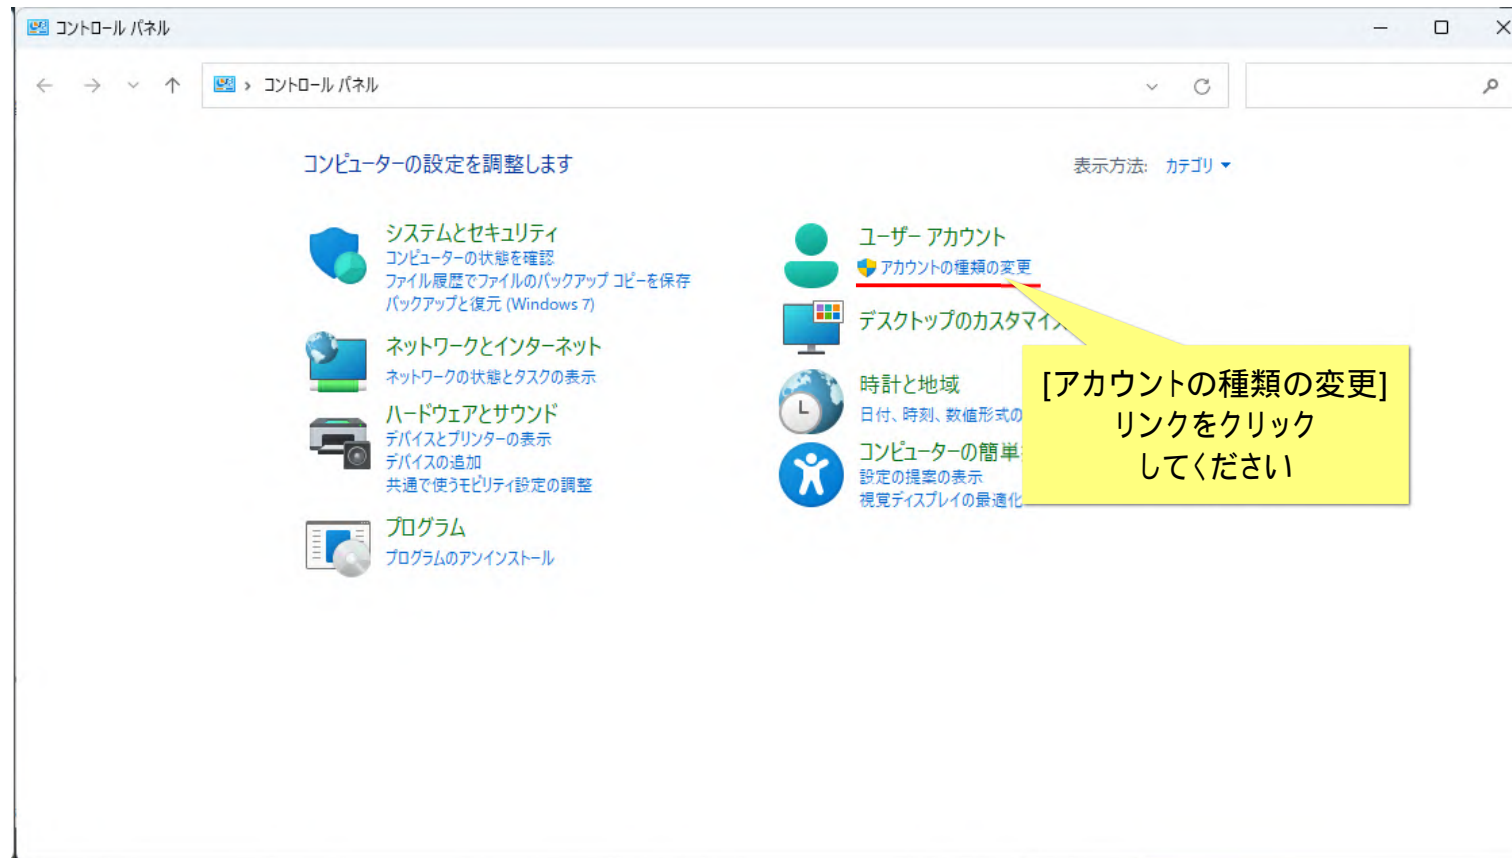 コントロール パネル
コントロール パネル
コンピューターの設定を調整します
表示方法: カテゴリ
システムとセキュリティ
コンピューターの状態を確認
ファイル履歴でファイルのバックアップ コピーを保存
バックアップと復元 (Windows 7)
ネットワークとインターネット
ネットワークの状態とタスクの表示
ハードウェアとサウンド
デバイスとプリンターの表示
デバイスの追加
共通で使うモビリティ設定の調整
プログラム
プログラムのアンインストール
ユーザー アカウント
アカウントの種類の変更
デスクトップのカスタマイズ
時計と地域
日付、時刻、数値形式の
コンピューターの簡単
設定の提案の表示
視覚ディスプレイの最適化
[アカウントの種類の変更]
リンクをクリック
してください